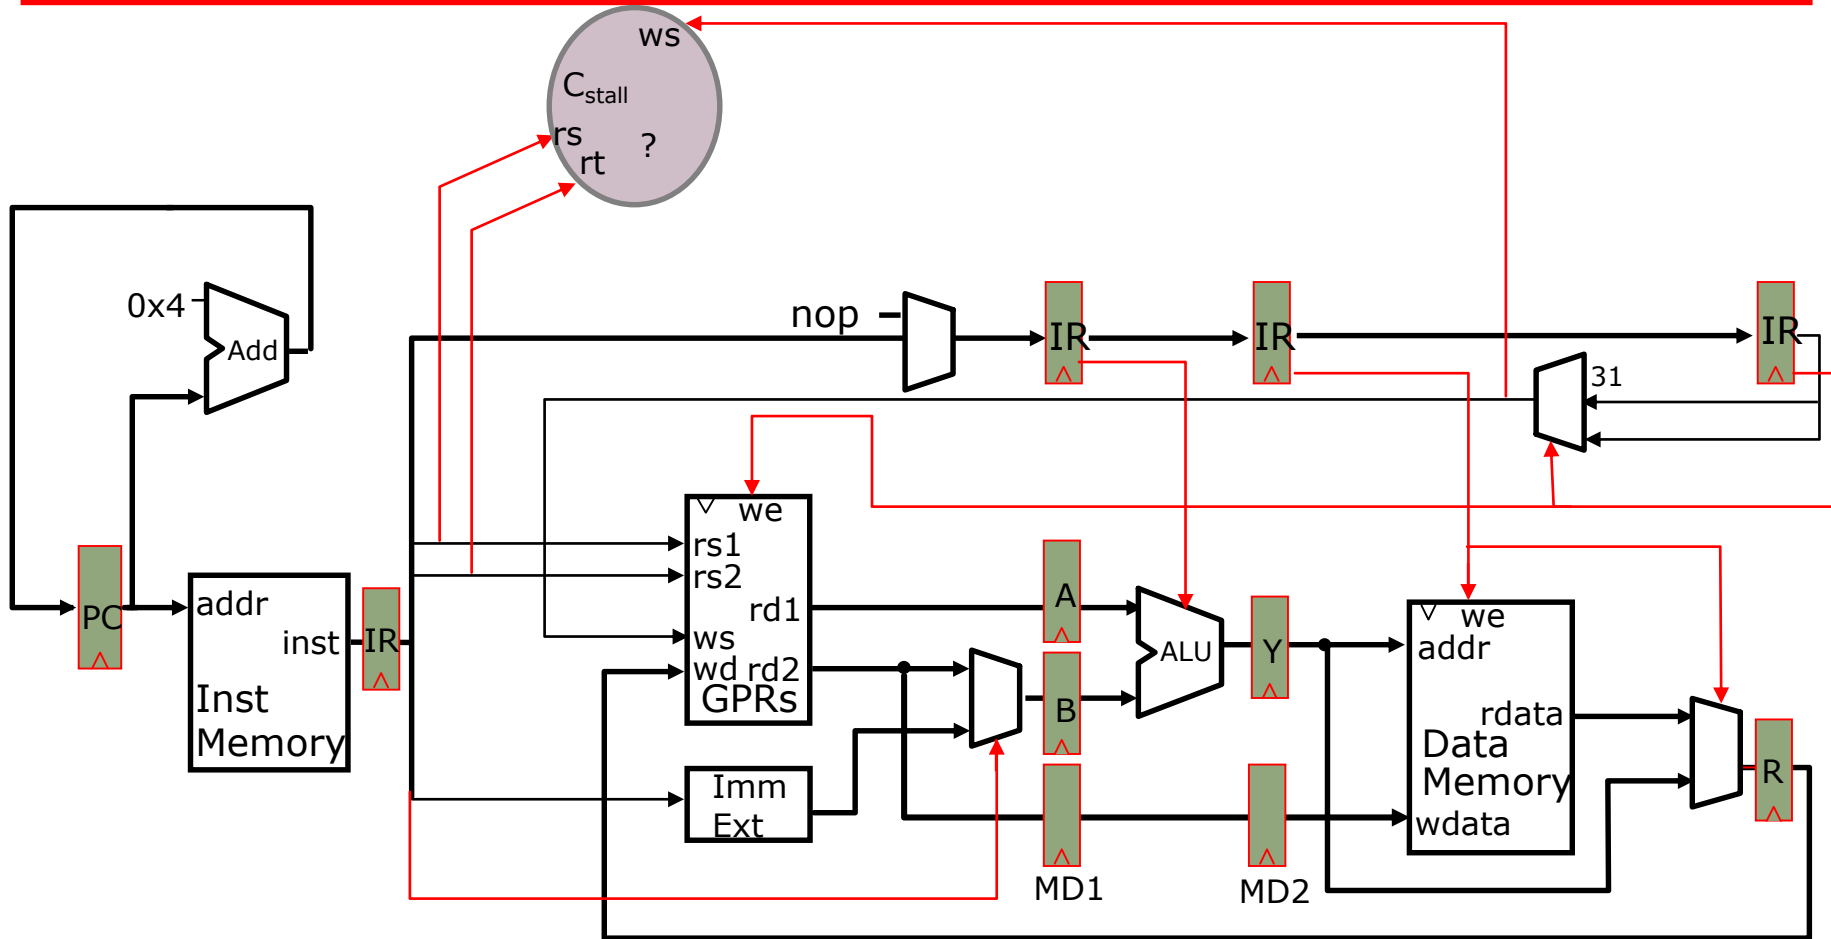 ws
C
stall
rs
rt
?
0x4
Add
nop
IR
IR
IR
31
we
rs1
rs2
rd1
ws
wd rd2
GPRs
A
B
ALU
Y
we
addr
rdata
Data
Memory
wdata
R
PC
addr
inst
Inst
Memory
IR
Imm
Ext
MD1
MD2